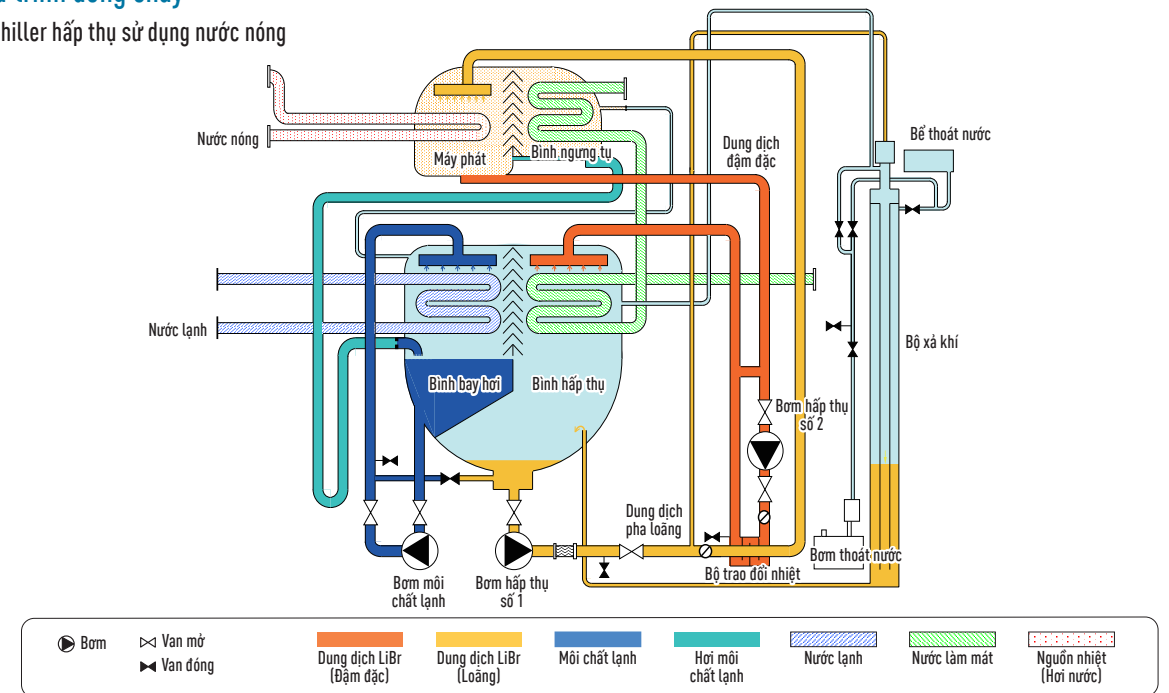 hiller hấp thụ sử dụng nước nóng
Nước nóng
Máy phát
Bình ngưng tụ
Dung dịch
đậm đặc
Bể thoát nước
Nước lạnh
Bình bay hơi
Bình hấp thụ
Bộ xả khí
Bơm hấp thụ
số 2
Dung dịch
pha loãng
Bơm môi
chất lạnh
Bơm hấp thụ
số 1
Bộ trao đổi nhiệt
Bơm thoát nước
Bơm
Van mở
Van đóng
Dung dịch LiBr
(Đậm đặc)
Dung dịch LiBr
(Loãng)
Môi chất lạnh
Hơi môi
chất lạnh
Nước lạnh
Nước làm mát
Nguồn nhiệt
(Hơi nước)